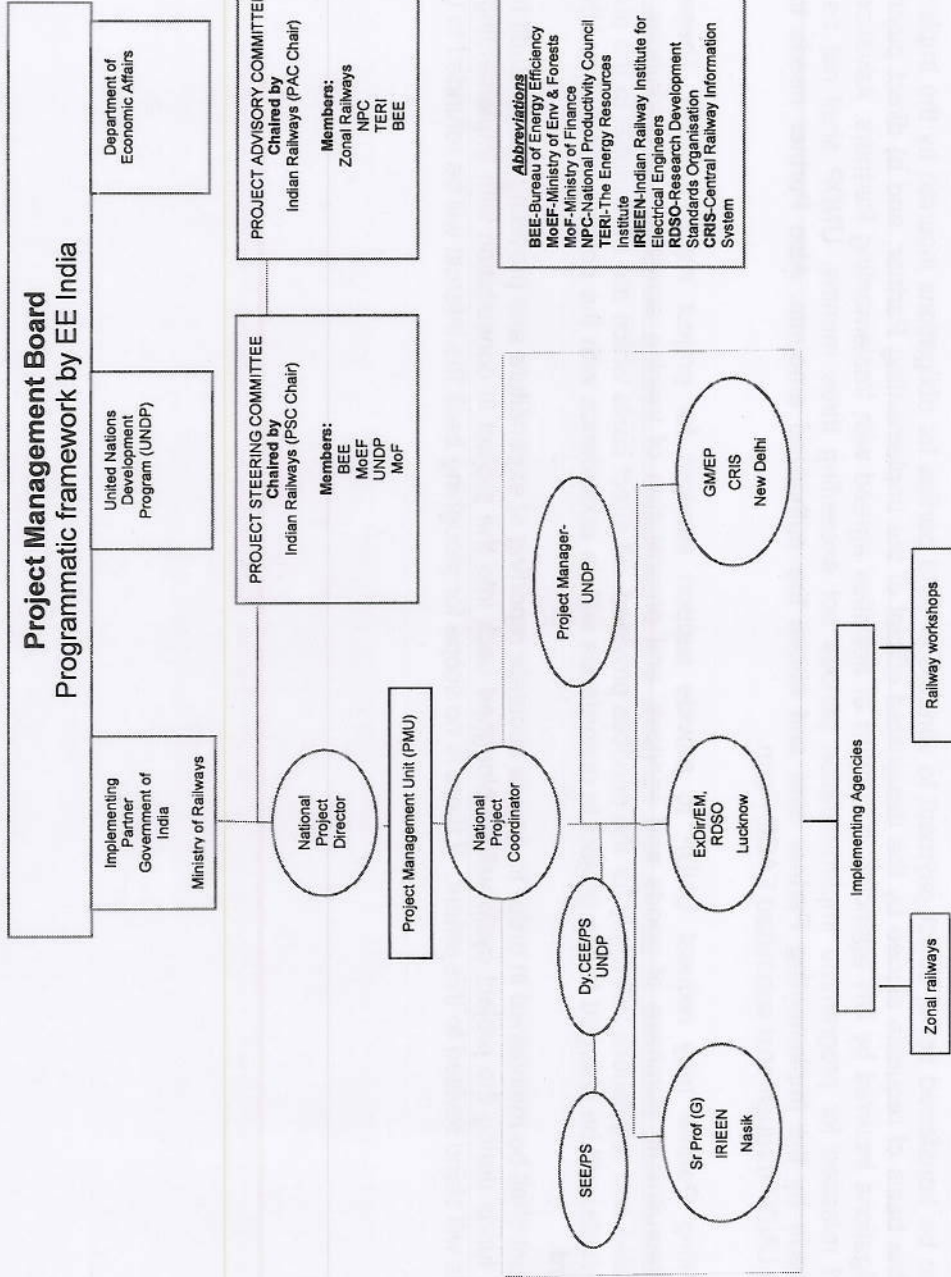 Project Management Board
Programmatic framework by EE India
Implementing
Partner
Government of
India
Ministry of Railways
United Nations
Development
Program (UNDP)
Department of
Economic Affairs
National
Project
Director
PROJECT STEERING COMMITTEE
Chaired by
Indian Railways (PSC Chair)
Members:
BEE
MoEF
UNDP
MoF
PROJECT ADVISORY COMMITTEE
Chaired by
Indian Railways (PAC Chair)
Members:
Zonal Railways
NPC
TERI
BEE
Project Management Unit (PMU)
National
Project
Coordinator
Project Manager-
UNDP
SEE/PS
Dy.CEE/PS
UNDP
Sr Prof (G)
IRIEEN
Nasik
ExDir/EM,
RDSO
Lucknow
GM/EP
CRIS
New Delhi
Implementing Agencies
Zonal railways
Railway workshops
Abbreviations
BEE-Bureau of Energy Efficiency
MoEF-Ministry of Env & Forests
MoF-Ministry of Finance
NPC-National Productivity Council
TERI-The Energy Resources
Institute
IRIEEN-Indian Railway Institute for
Electrical Engineers
RDSO-Research Development
Standards Organisation
CRIS-Central Railway Information
System